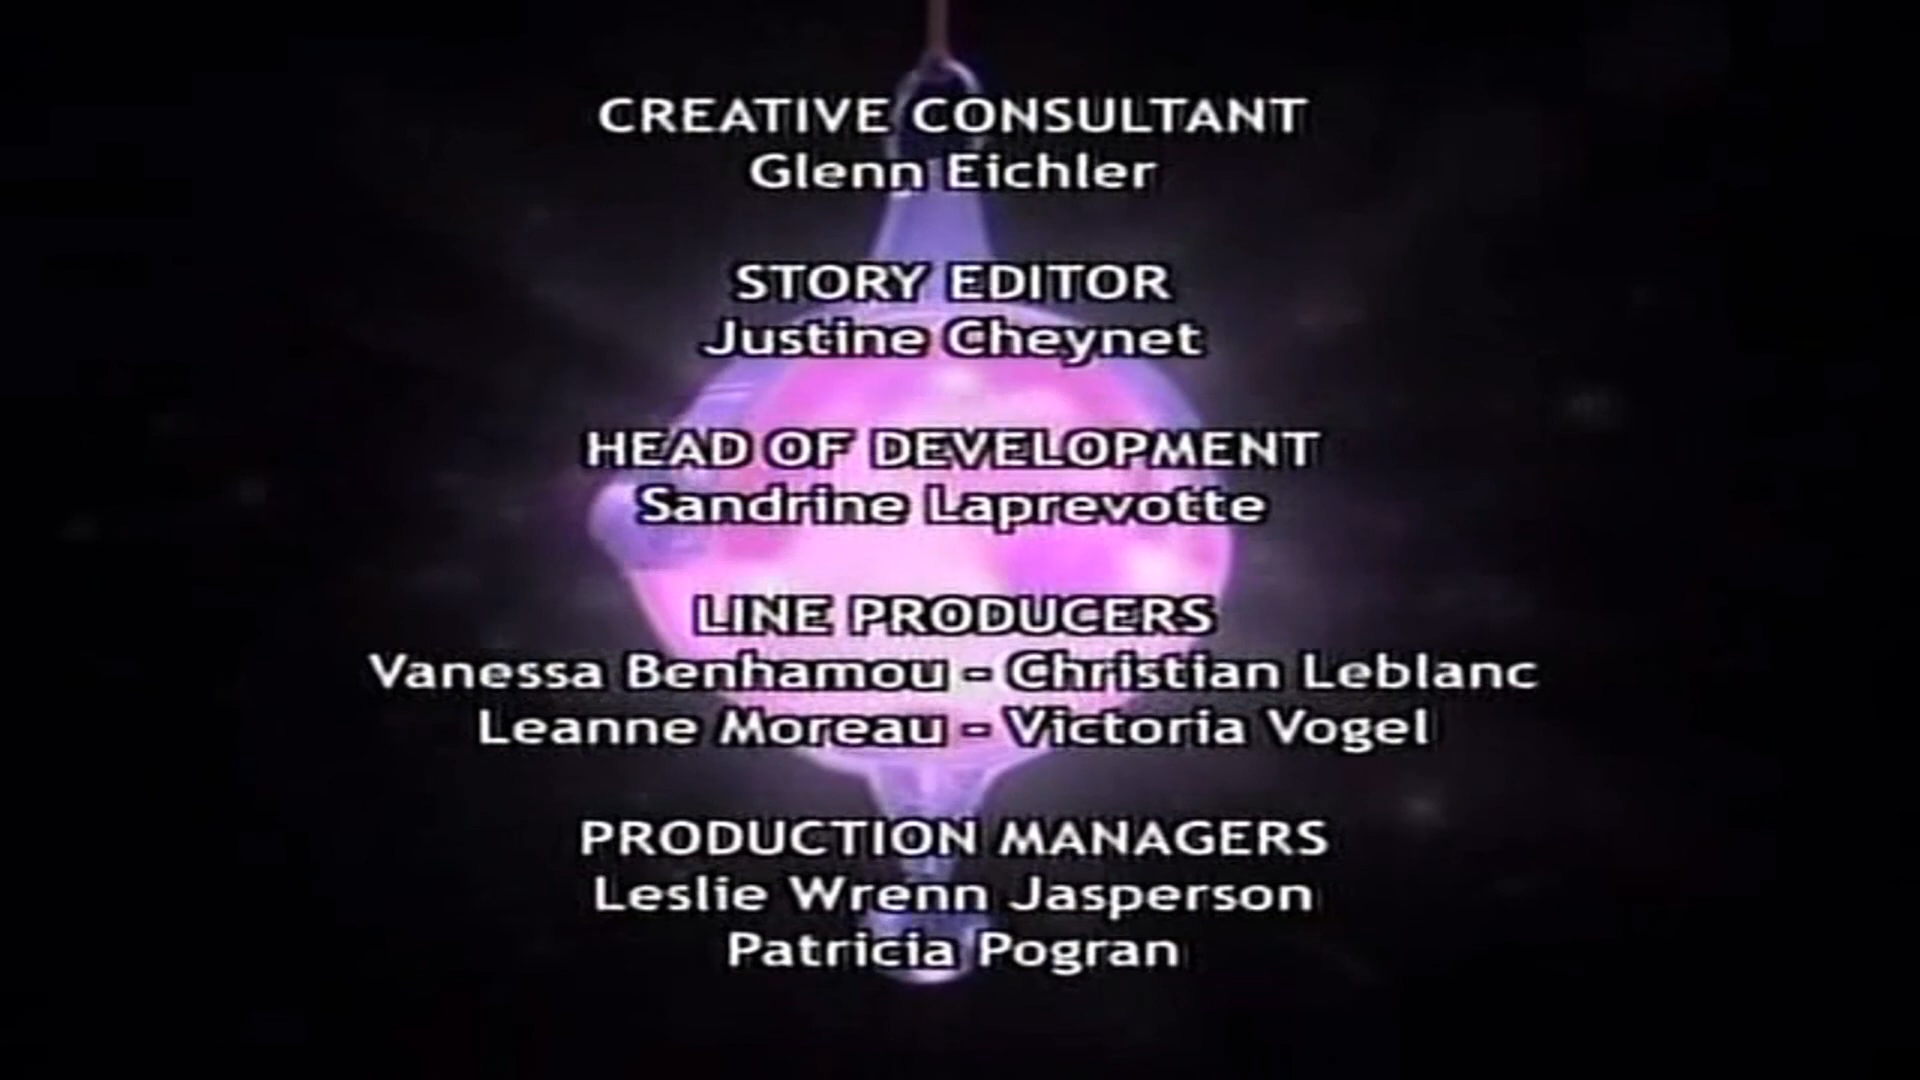 CREATIVE CONSULTANT
Glenn Eichler
STORY EDITOR
Justine Cheynet
HEAD OF DEVELOPMENT
Sandrine Laprevotte
LINE PRODUCERS
Vanessa Benhamou - Christian Leblanc
Leanne Moreau - Victoria Vogel
PRODUCTION MANAGERS
Leslie Wrenn Jasperson
Patricia Pogran